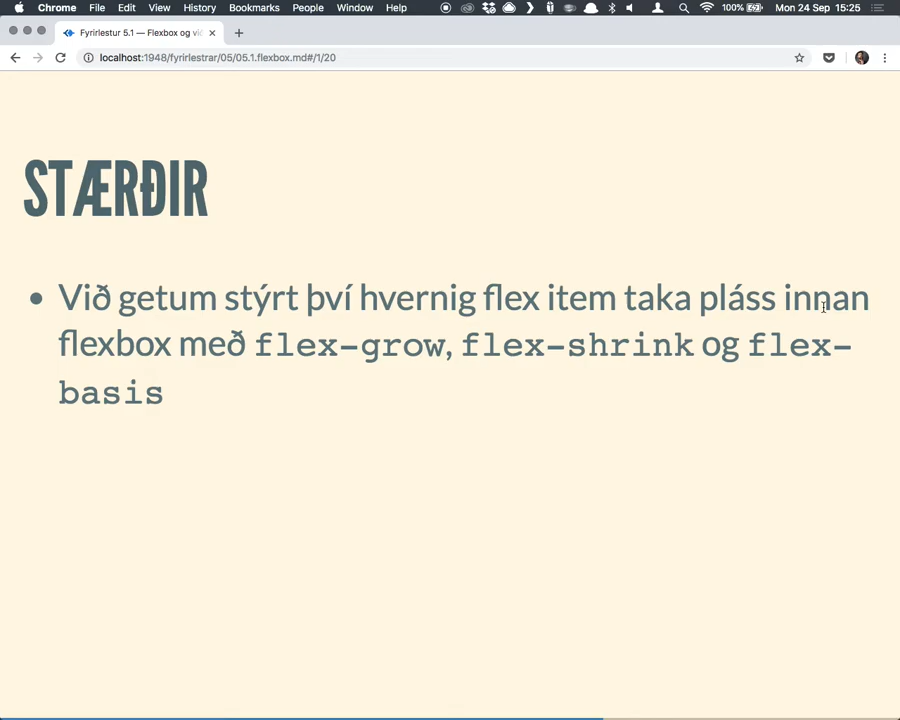 Chrome File Edit View History Bookmarks People Window Help 100% Mon 24 Sep 15:25
Fyrirlestur 5.1 — Flexbox og vi
localhost:1948/fyrirlestrar/05/05.1.flexbox.md#/1/20
STÆRÐIR
Við getum stýrt því hvernig flex item taka pláss innan
flexbox með flex-grow, flex-shrink og flex-
basis